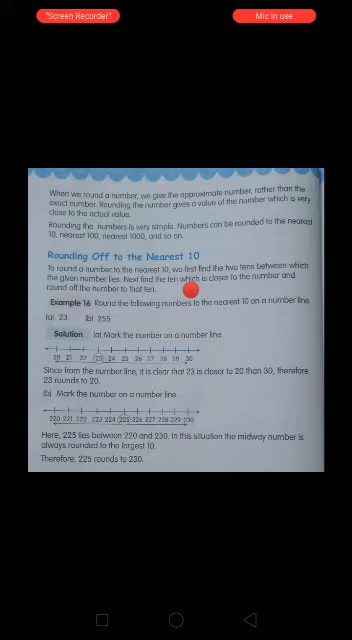 "Screen Recorder"
Mic in use
When we round a number, we give the approximate number, rather than the
exact number. Rounding the number gives a value of the number which is very
close to the actual value.
Rounding the numbers is very simple. Numbers can be rounded to the nearest
10, nearest 100, nearest 1000, and so on.
Rounding Off to the Nearest 10
To round a number to the nearest 10, we first find the two tens between which
the given number lies. Next find the ten which is closer to the number and
round off the number to that ten.
Example 16 Round the following numbers to the nearest 10 on a number line.
(a) 23 (b) 255
Solution (a) Mark the number on a number line.
20 21 22 23 24 25 26 27 28 29 30
Since from the number line, it is clear that 23 is closer to 20 than 30, therefore
23 rounds to 20.
(b) Mark the number on a number line.
220 221 222 223 224 225 226 227 228 229 230
Here, 225 lies between 220 and 230. In this situation the midway number is
always rounded to the largest 10.
Therefore, 225 rounds to 230.